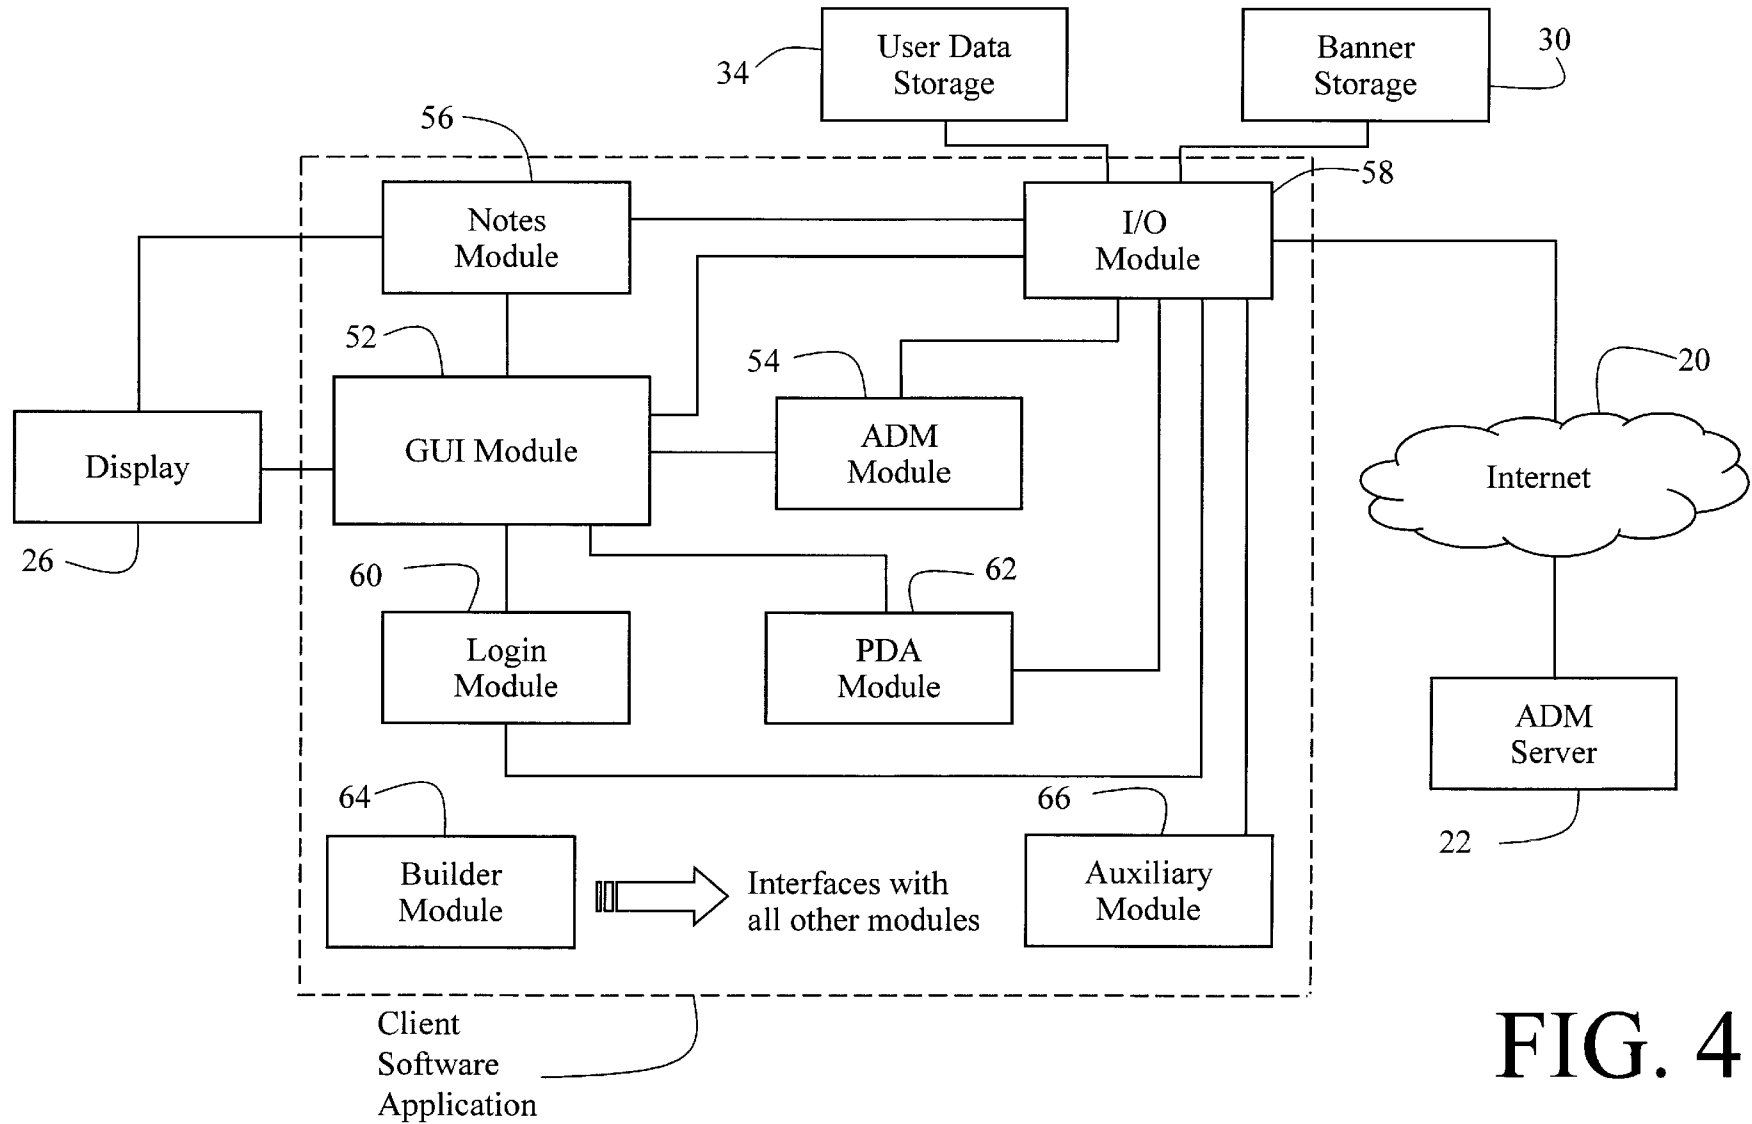 34
User Data
Storage
Banner
Storage
30
56
58
Notes
Module
I/O
Module
52
54
20
GUI Module
ADM
Module
Display
Internet
26
60
62
Login
Module
PDA
Module
ADM
Server
64
66
22
Builder
Module
Interfaces with
all other modules
Auxiliary
Module
Client
Software
Application
FIG. 4